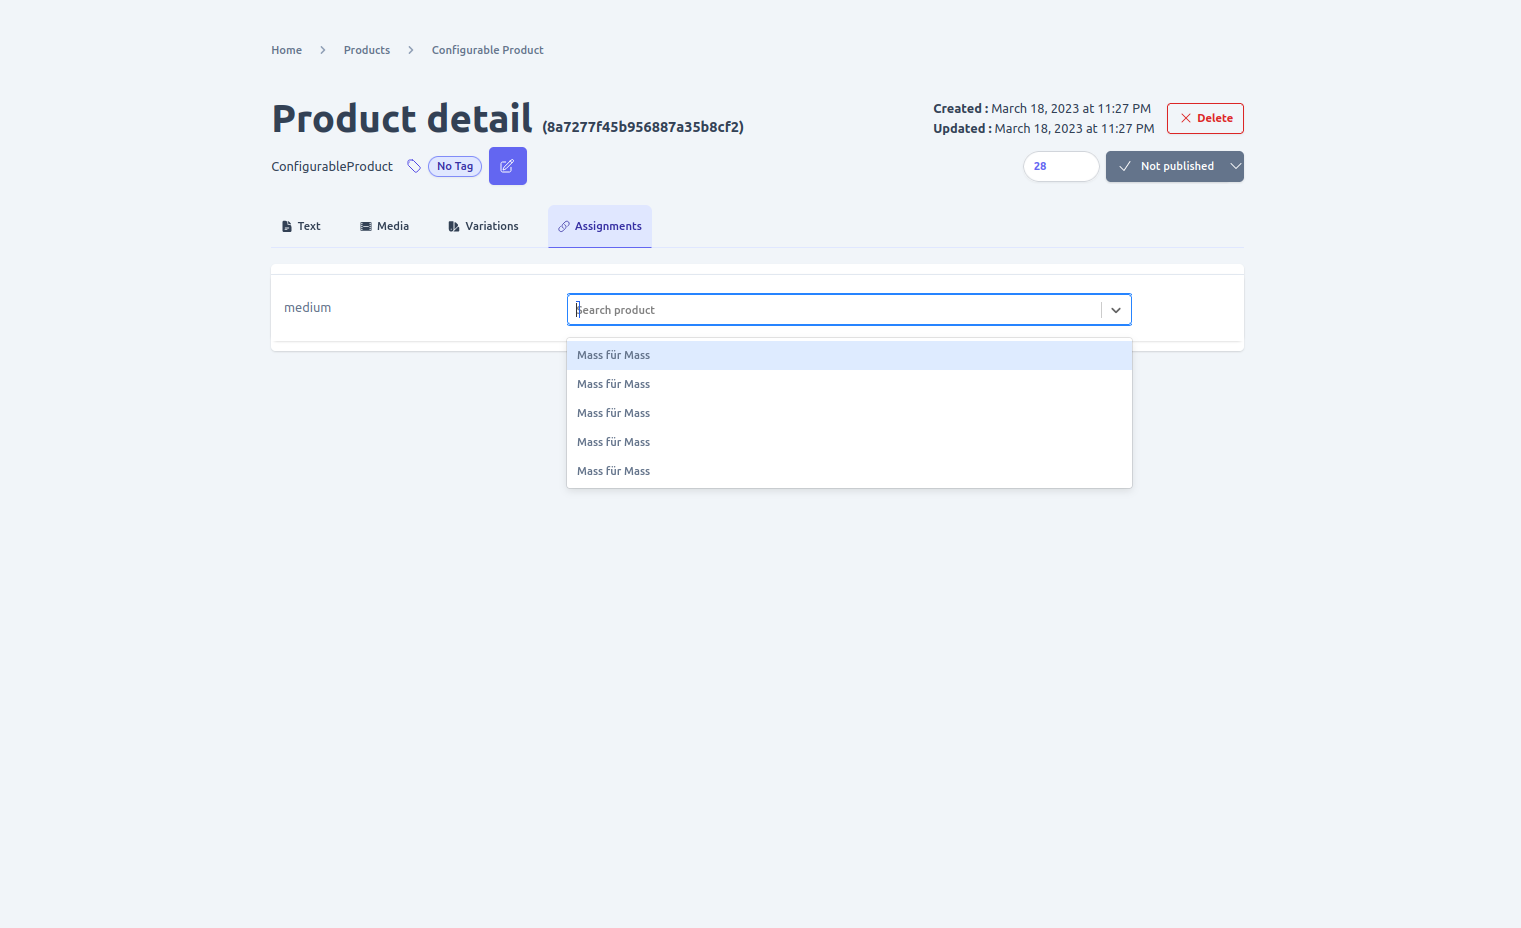 Home > Products > Configurable Product
Product detail (8a7277f45b956887a35b8cf2)
Created : March 18, 2023 at 11:27 PM
Updated : March 18, 2023 at 11:27 PM
Delete
ConfigurableProduct No Tag
28 Not published
Text Media Variations Assignments
medium Search product
Mass für Mass
Mass für Mass
Mass für Mass
Mass für Mass
Mass für Mass